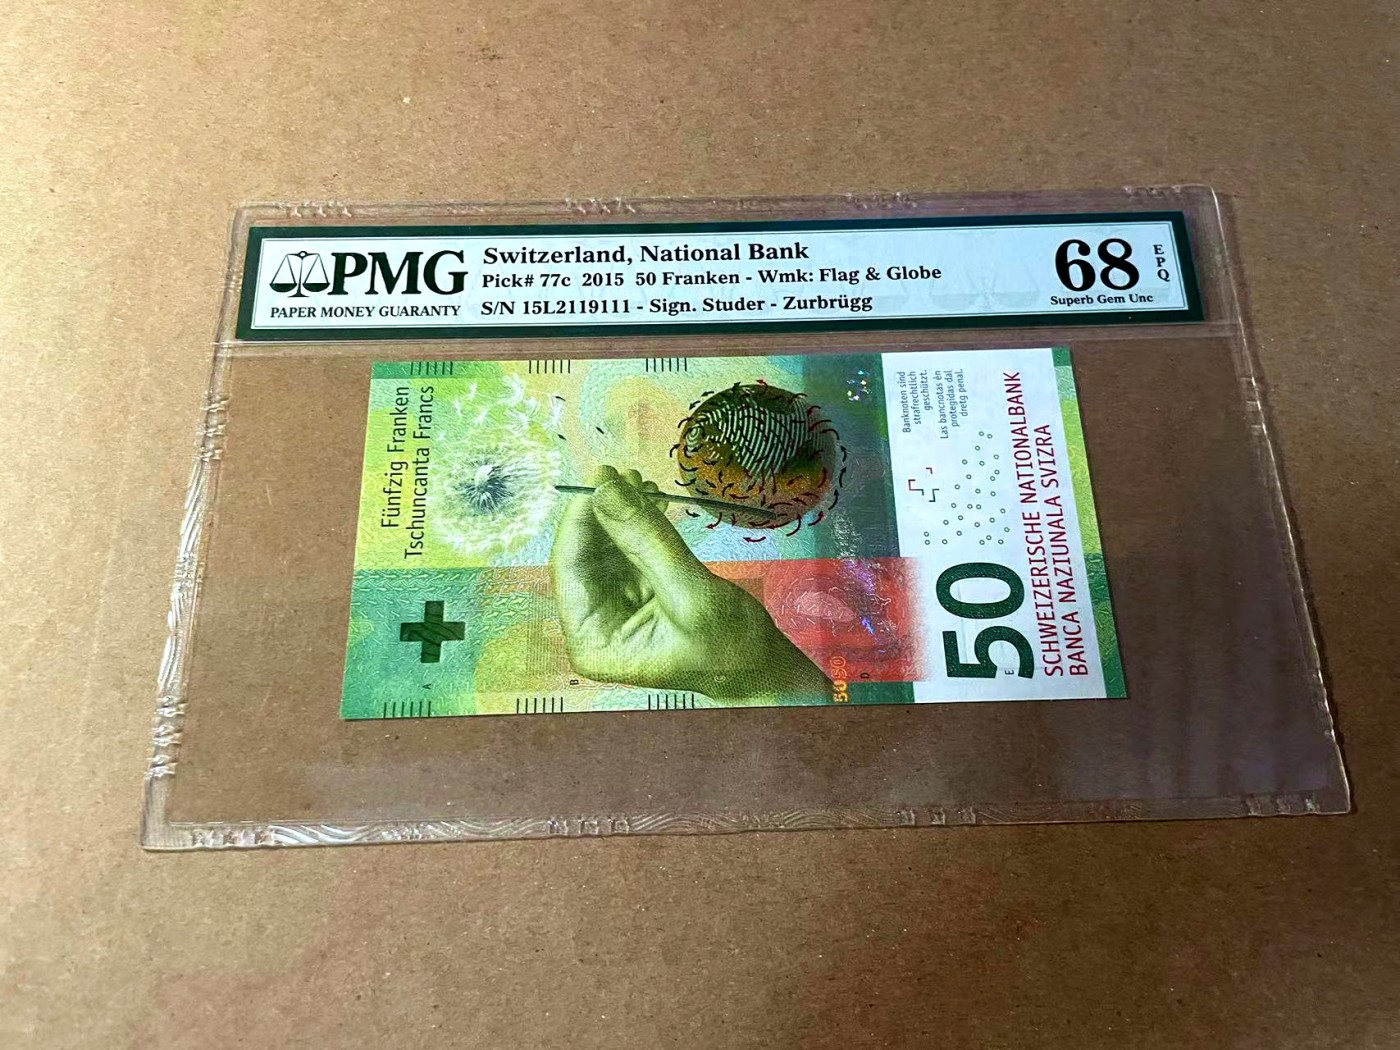 PMG
PAPER MONEY GUARANTY
Switzerland, National Bank
Pick# 77c 2015 50 Franken - Wmk: Flag & Globe
S/N 15L2119111 - Sign. Studer - Zurbrügg
68
Superb Gem Unc
EPQ
Fünfzig Franken
Tschuncanta Francs
Banknoten sind
strafrechtlich
geschützt.
Las bancnotas èn
protegidas dal
dretg penal.
50
SCHWEIZERISCHE NATIONALBANK
BANCA NAZIUNALA SVIZRA
A
B
C
5050
D
E